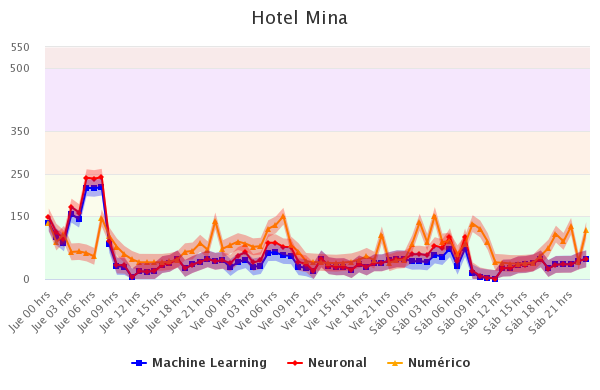 Hotel Mina
550
500
350
250
150
0
Jue 00 hrs
Jue 03 hrs
Jue 06 hrs
Jue 09 hrs
Jue 12 hrs
Jue 15 hrs
Jue 18 hrs
Jue 21 hrs
Vie 00 hrs
Vie 03 hrs
Vie 06 hrs
Vie 09 hrs
Vie 12 hrs
Vie 15 hrs
Vie 19 hrs
Sáb 00 hrs
Sáb 03 hrs
Sáb 06 hrs
Sáb 09 hrs
Sáb 12 hrs
Sáb 15 hrs
Sáb 18 hrs
Sáb 21 hrs
Machine Learning Neuronal Numérico